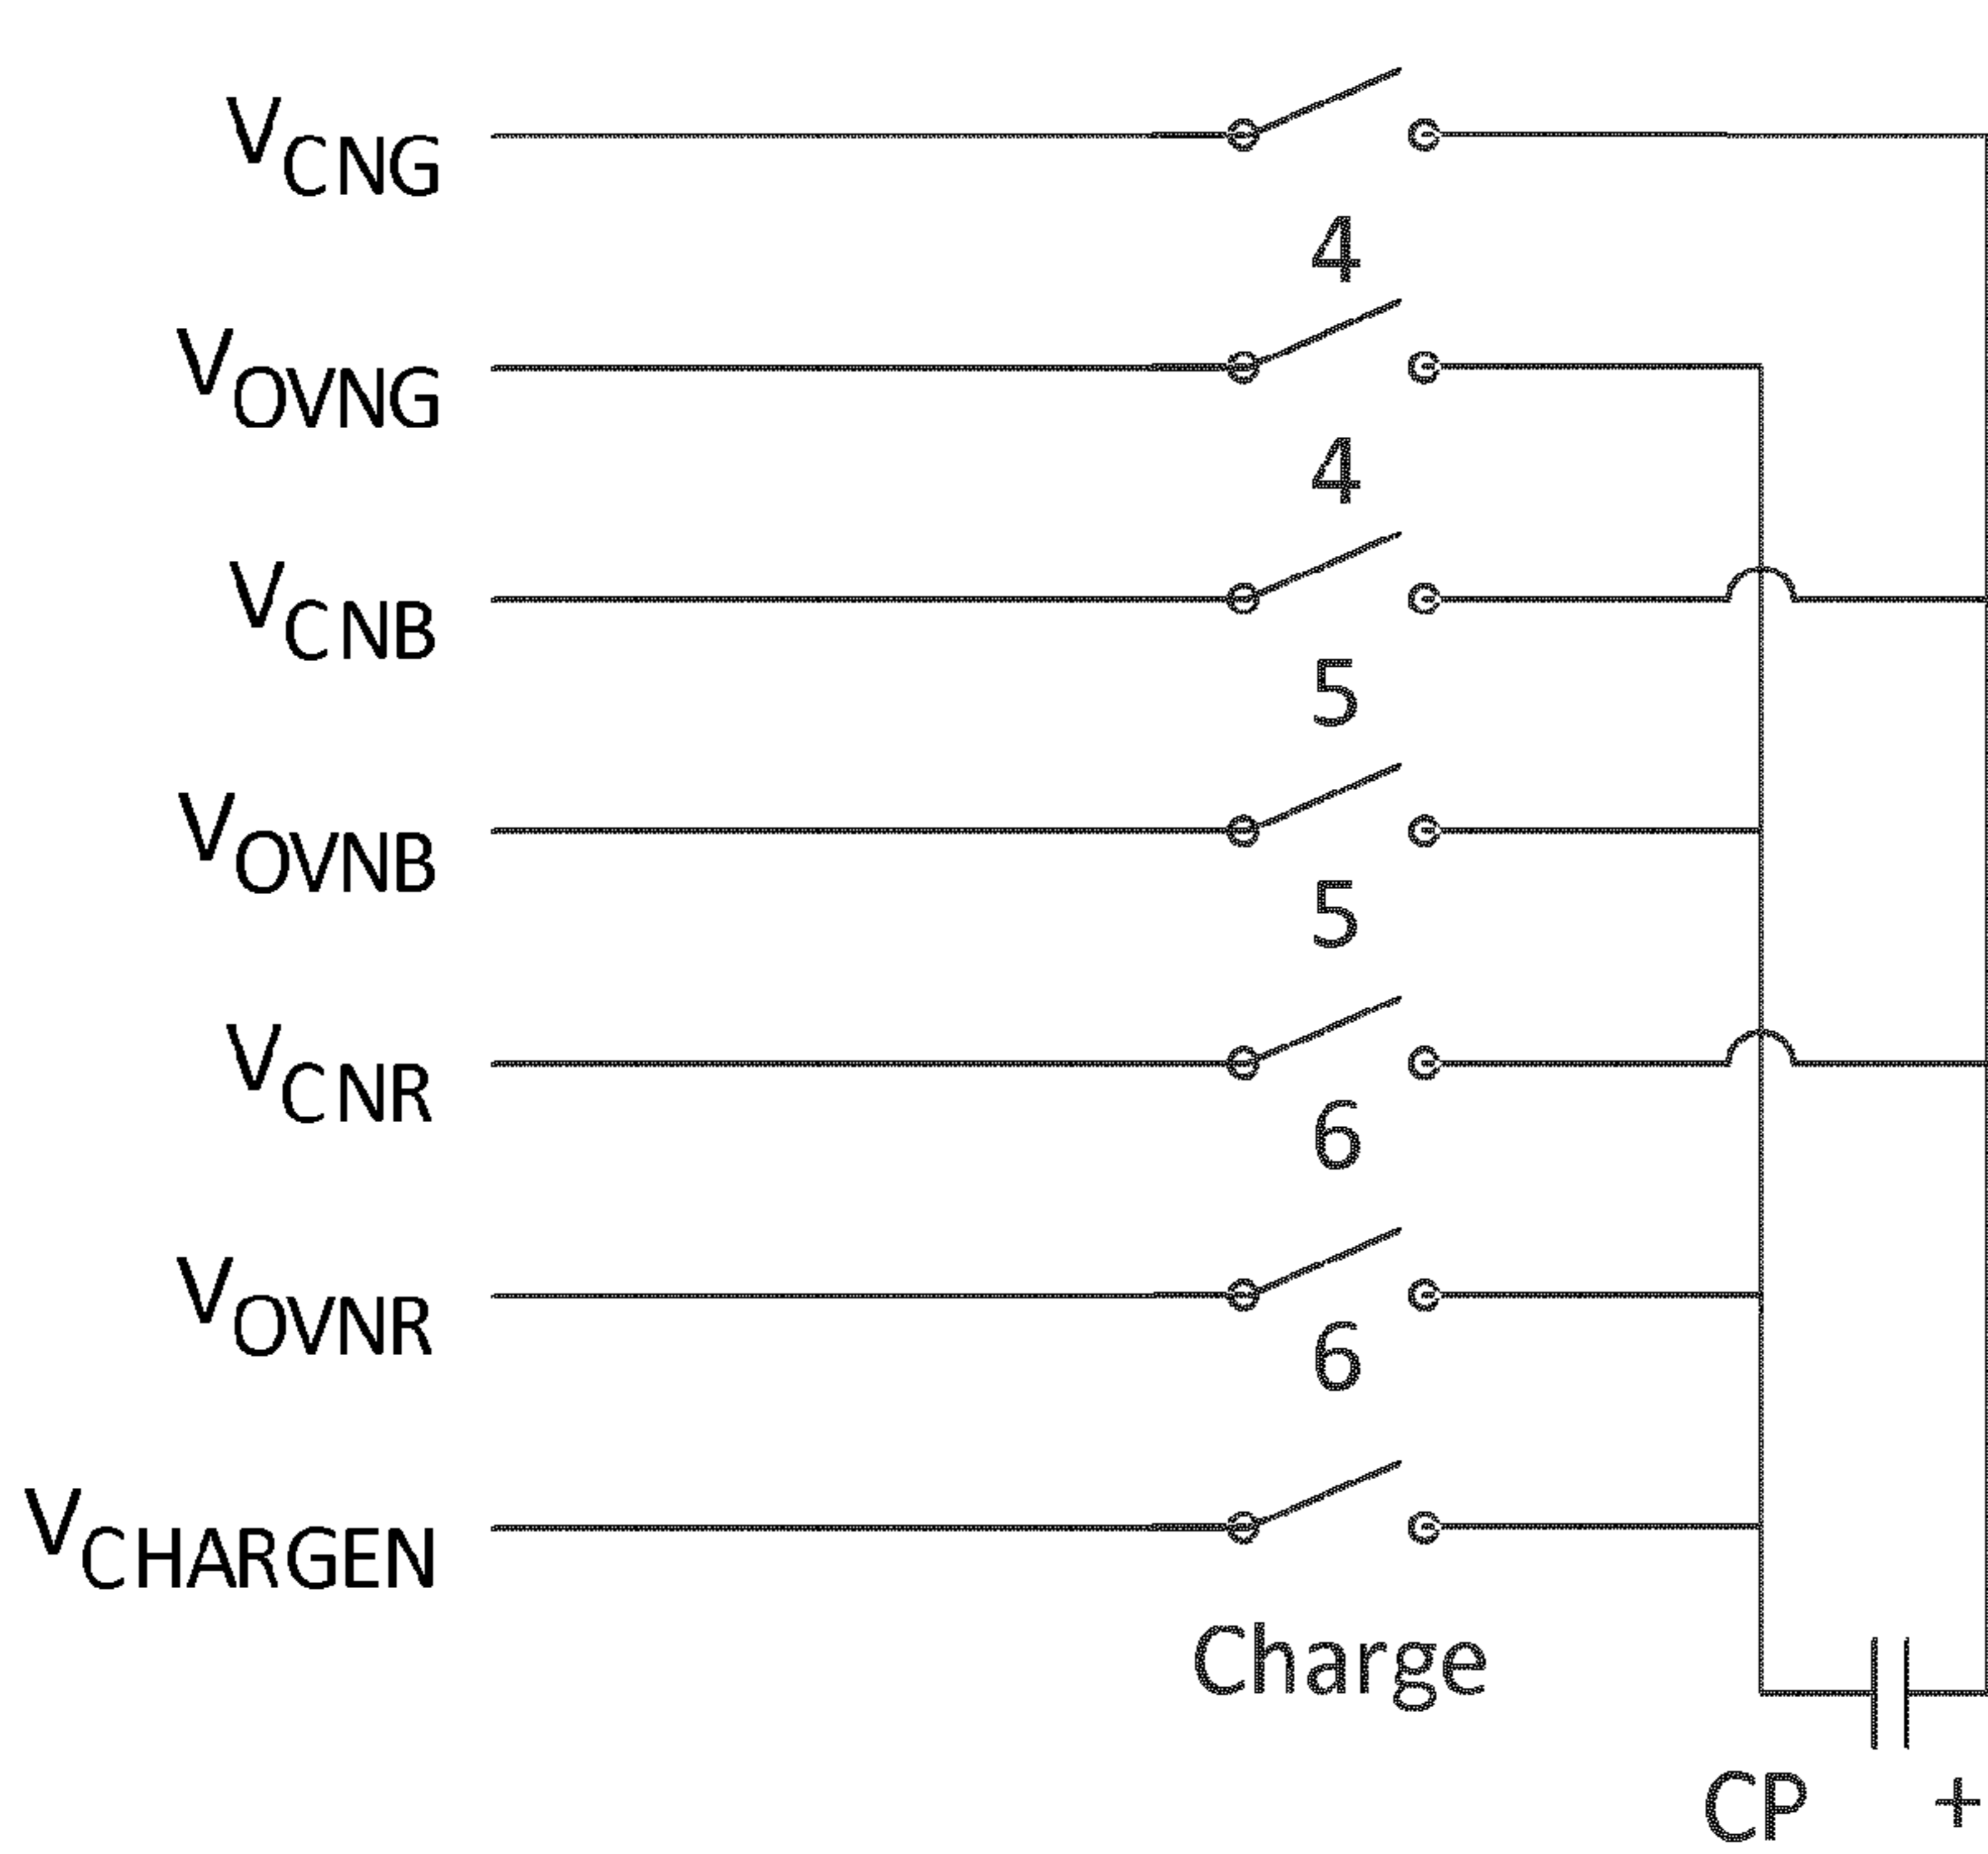 VCNG
4
VOVNG
4
VCNB
5
VOVNB
5
VCNR
6
VOVNR
6
VCHARGEN
Charge
CP +